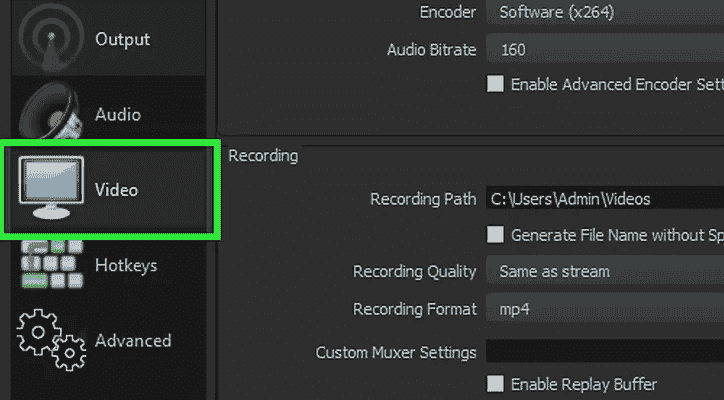 Output
Audio
Video
Hotkeys
Advanced
Encoder Software (x264)
Audio Bitrate 160
Enable Advanced Encoder Sett
Recording
Recording Path C:\Users\Admin\Videos
Generate File Name without Sp
Recording Quality Same as stream
Recording Format mp4
Custom Muxer Settings
Enable Replay Buffer